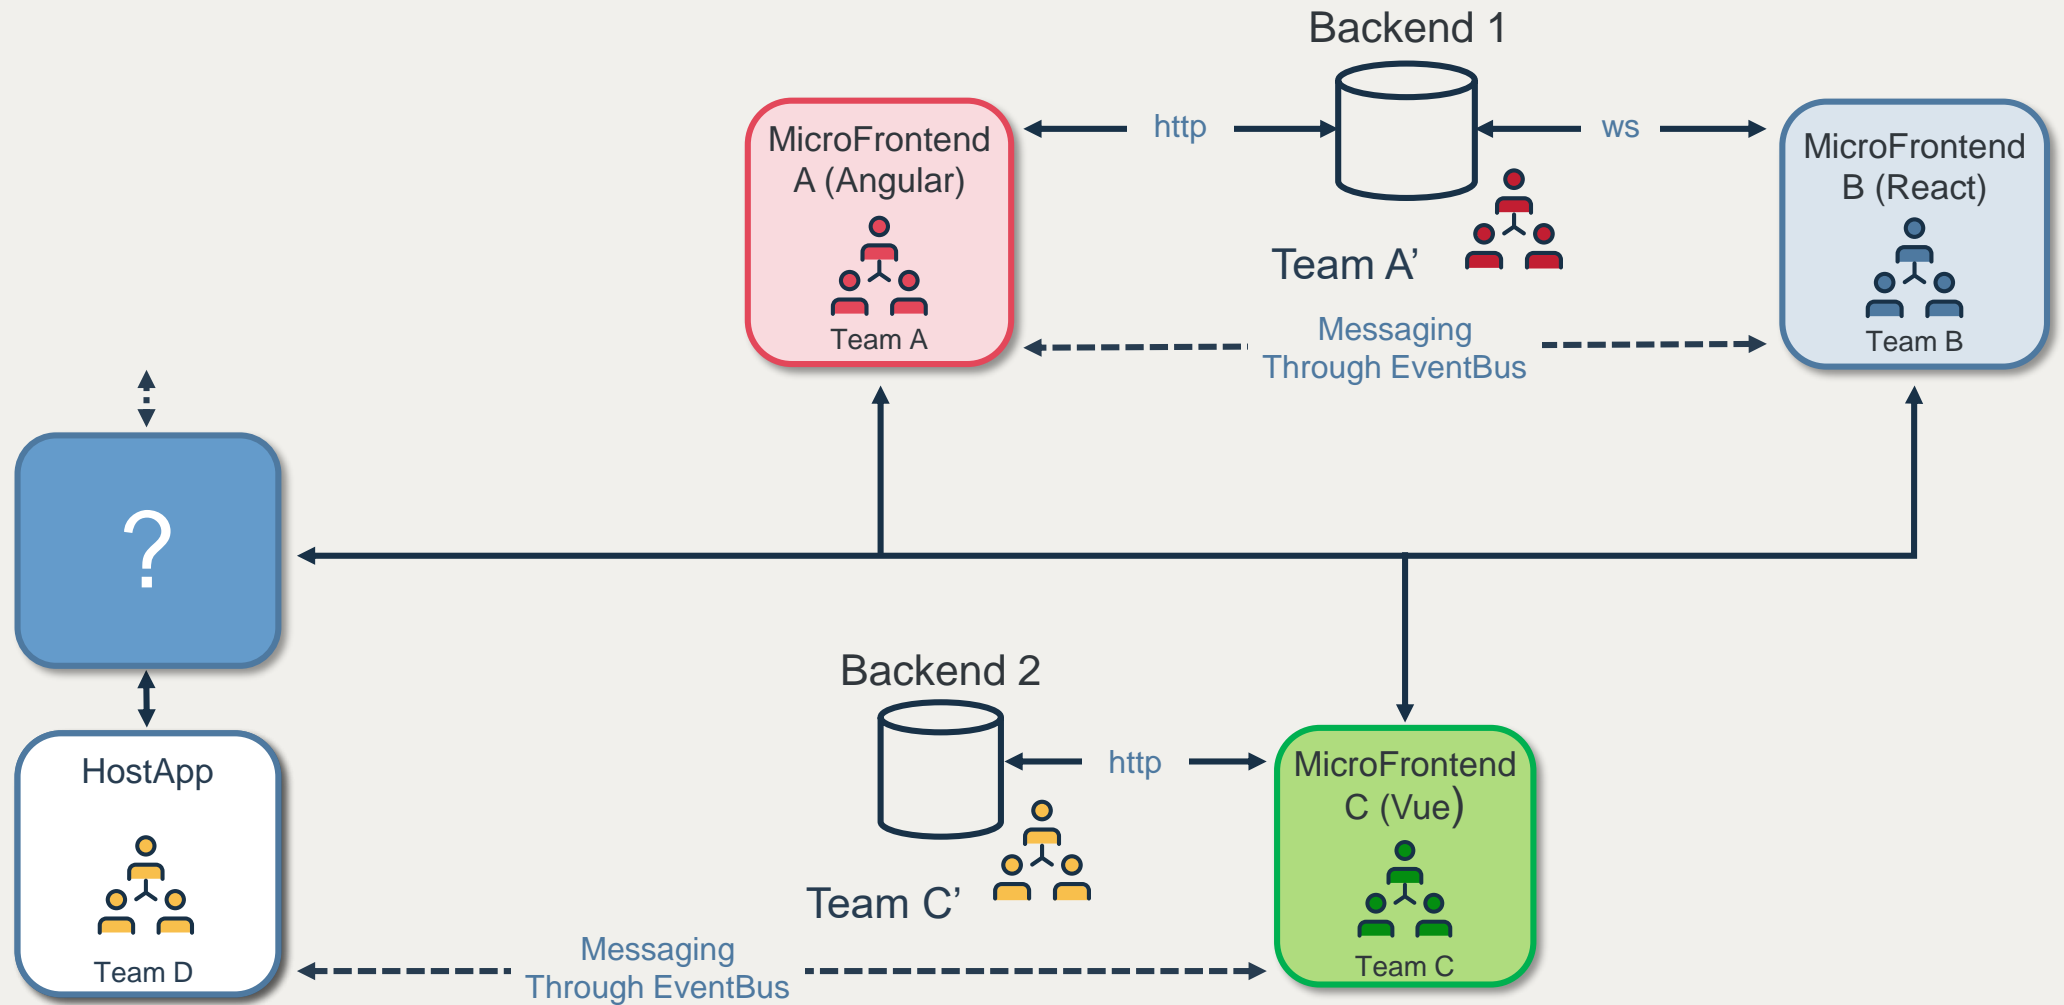 Backend 1
MicroFrontend
A (Angular)
Team A
http
ws
MicroFrontend
B (React)
Team B
Team A’
Messaging
Through EventBus
?
Backend 2
HostApp
Team D
http
Team C’
MicroFrontend
C (Vue)
Team C
Messaging
Through EventBus